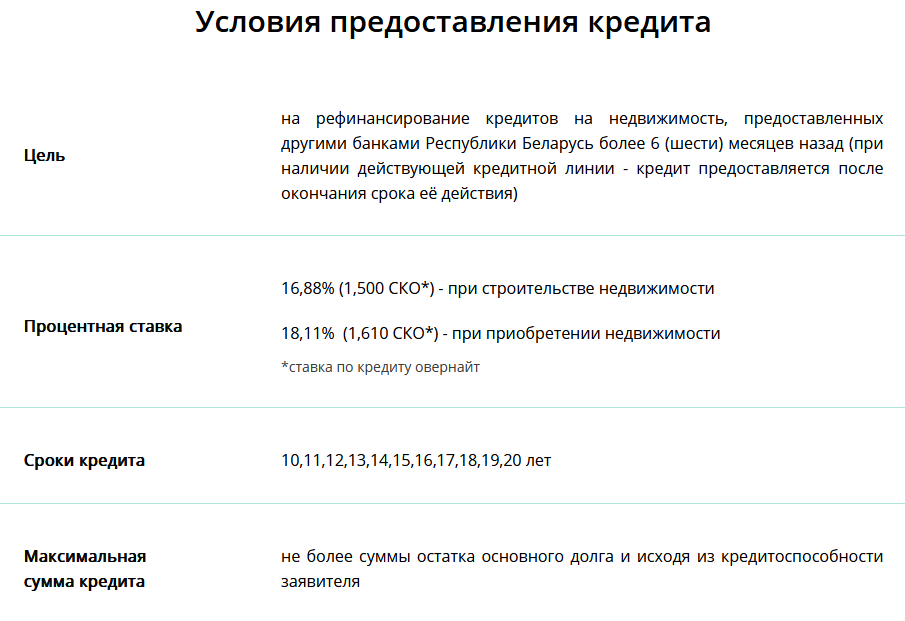 Условия предоставления кредита
Цель
на рефинансирование кредитов на недвижимость, предоставленных
другими банками Республики Беларусь более 6 (шести) месяцев назад (при
наличии действующей кредитной линии - кредит предоставляется после
окончания срока её действия)
Процентная ставка
16,88% (1,500 СКО*) - при строительстве недвижимости
18,11%  (1,610 СКО*) - при приобретении недвижимости
*ставка по кредиту овернайт
Сроки кредита
10,11,12,13,14,15,16,17,18,19,20 лет
Максимальная
сумма кредита
не более суммы остатка основного долга и исходя из кредитоспособности
заявителя